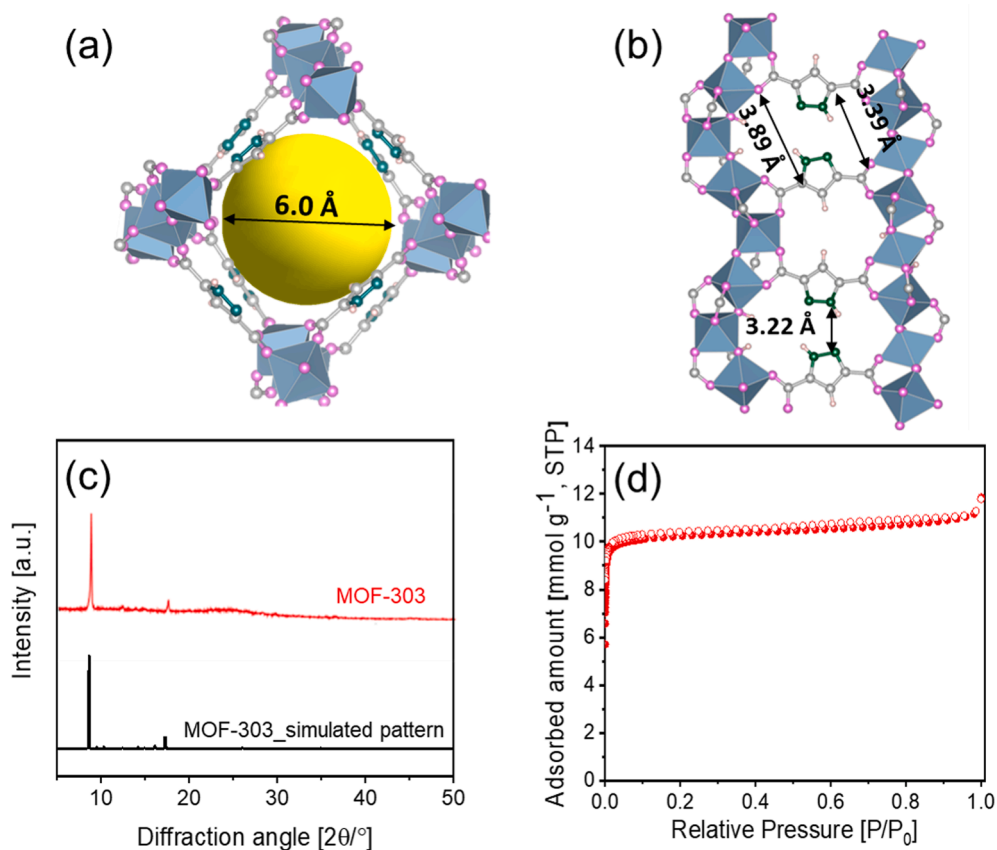 (a)
6.0 Å
(b)
3.89 Å
3.39 Å
3.22 Å
(c)
Intensity [a.u.]
MOF-303
MOF-303_simulated pattern
10
20
30
40
50
Diffraction angle [2θ/°]
(d)
Adsorbed amount [mmol g⁻¹, STP]
14
12
10
8
6
4
2
0
0.0
0.2
0.4
0.6
0.8
1.0
Relative Pressure [P/P₀]